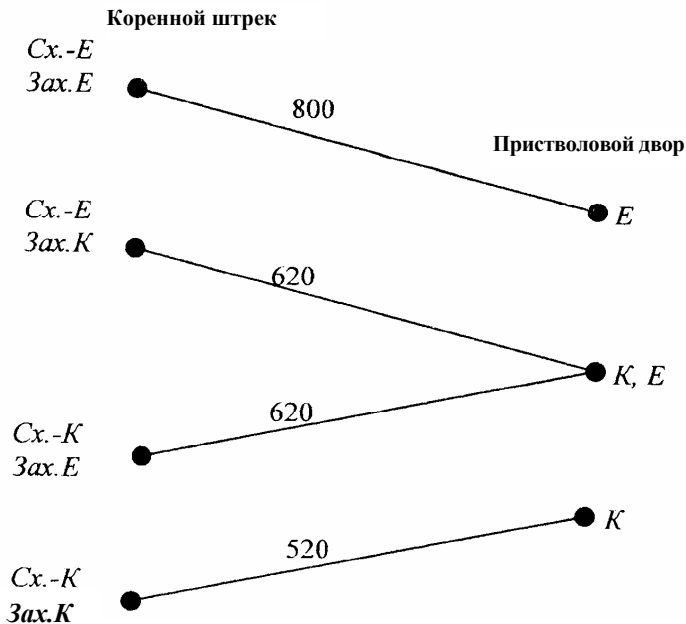 Коренной штрек
Сх.-Е
Зах.Е
800
Пристволовой двор
Е
Сх.-Е
Зах.К
620
К, Е
620
Сх.-К
Зах.Е
К
520
Сх.-К
Зах.К